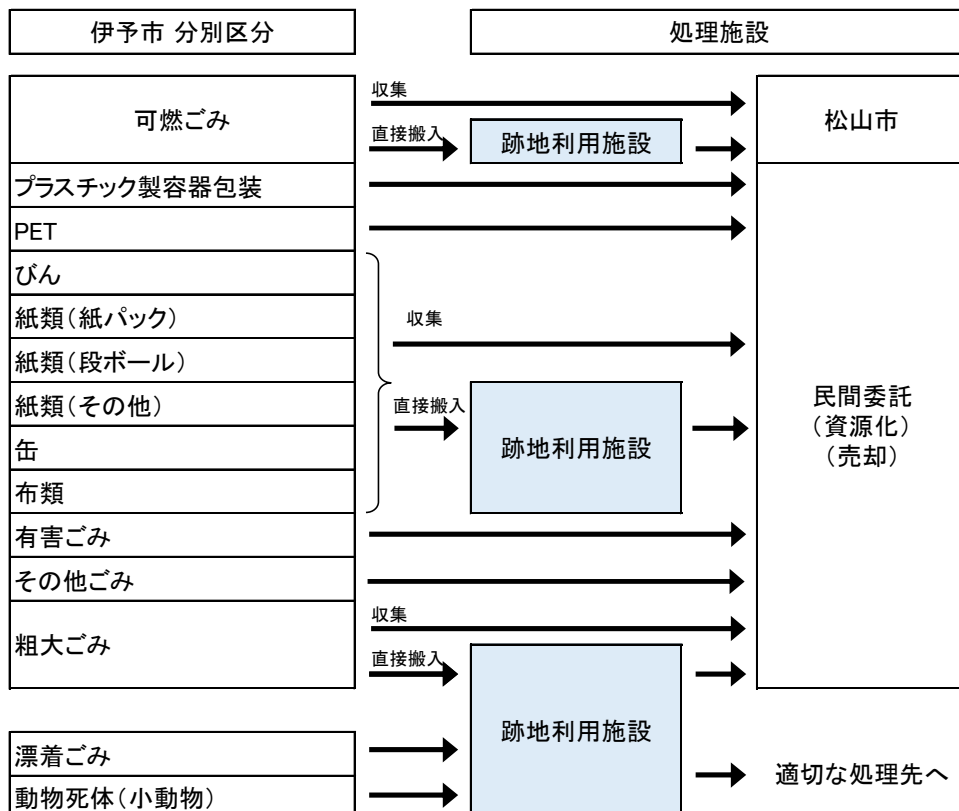 伊予市 分別区分
処理施設
可燃ごみ
収集
直接搬入
跡地利用施設
松山市
プラスチック製容器包装
PET
びん
紙類(紙パック)
紙類(段ボール)
紙類(その他)
缶
布類
収集
直接搬入
跡地利用施設
民間委託
(資源化)
(売却)
有害ごみ
その他ごみ
粗大ごみ
収集
直接搬入
跡地利用施設
漂着ごみ
動物死体(小動物)
適切な処理先へ